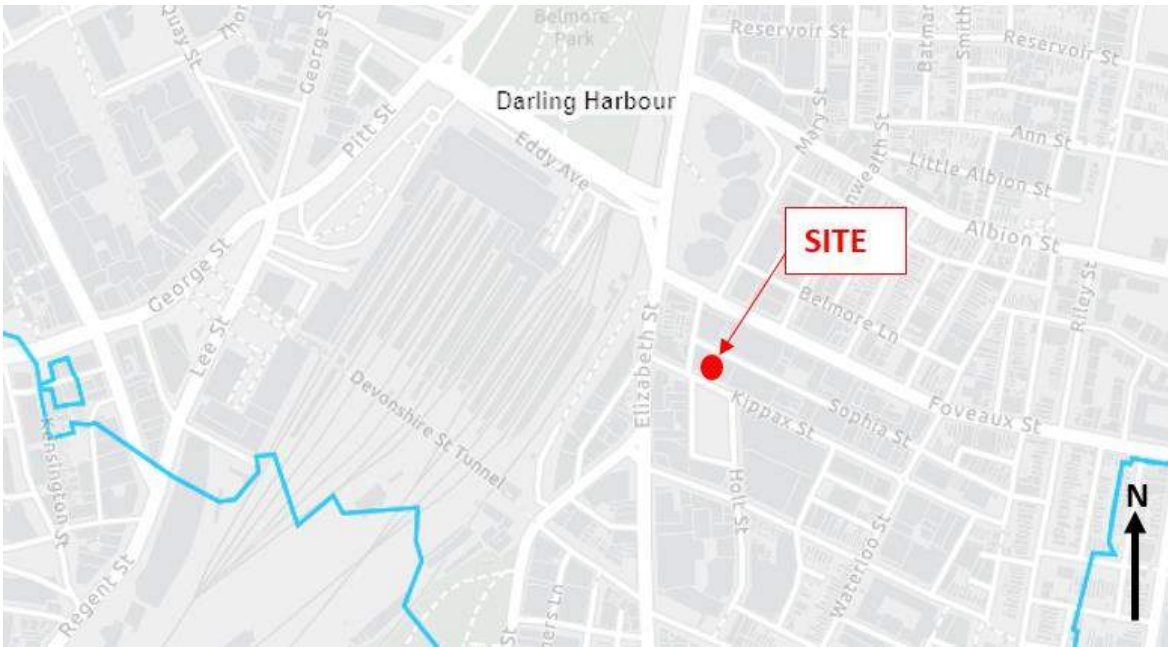 Belmore
Park
Reservoir St
Reservoir St
Quay St
George St
Pitt St
Darling Harbour
Eddy Ave
Mary St
Ann St
Little Albion St
Albion St
SITE
George St
Lee St
Belmore Ln
Riley St
Elizabeth St
Devonshire St Tunnel
Kippax St
Sophia St
Foveaux St
Kensington St
Holt St
Waterloo St
N
Regent St